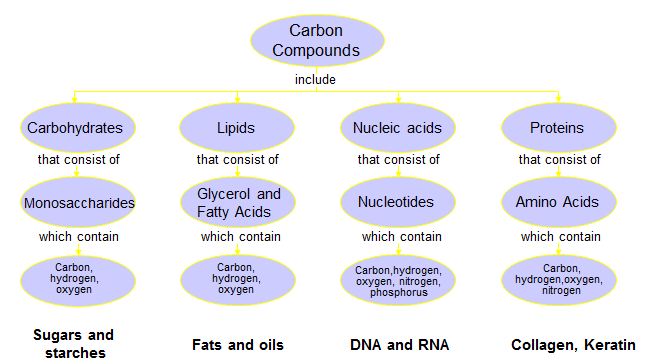 Carbon
Compounds
include
Carbohydrates
Lipids
Nucleic acids
Proteins
that consist of
that consist of
that consist of
that consist of
Monosaccharides
Glycerol and
Fatty Acids
Nucleotides
Amino Acids
which contain
which contain
which contain
which contain
Carbon,
hydrogen,
oxygen
Carbon,
hydrogen,
oxygen
Carbon,hydrogen,
oxygen, nitrogen,
phosphorus
Carbon,
hydrogen,oxygen,
nitrogen
Sugars and
starches
Fats and oils
DNA and RNA
Collagen, Keratin